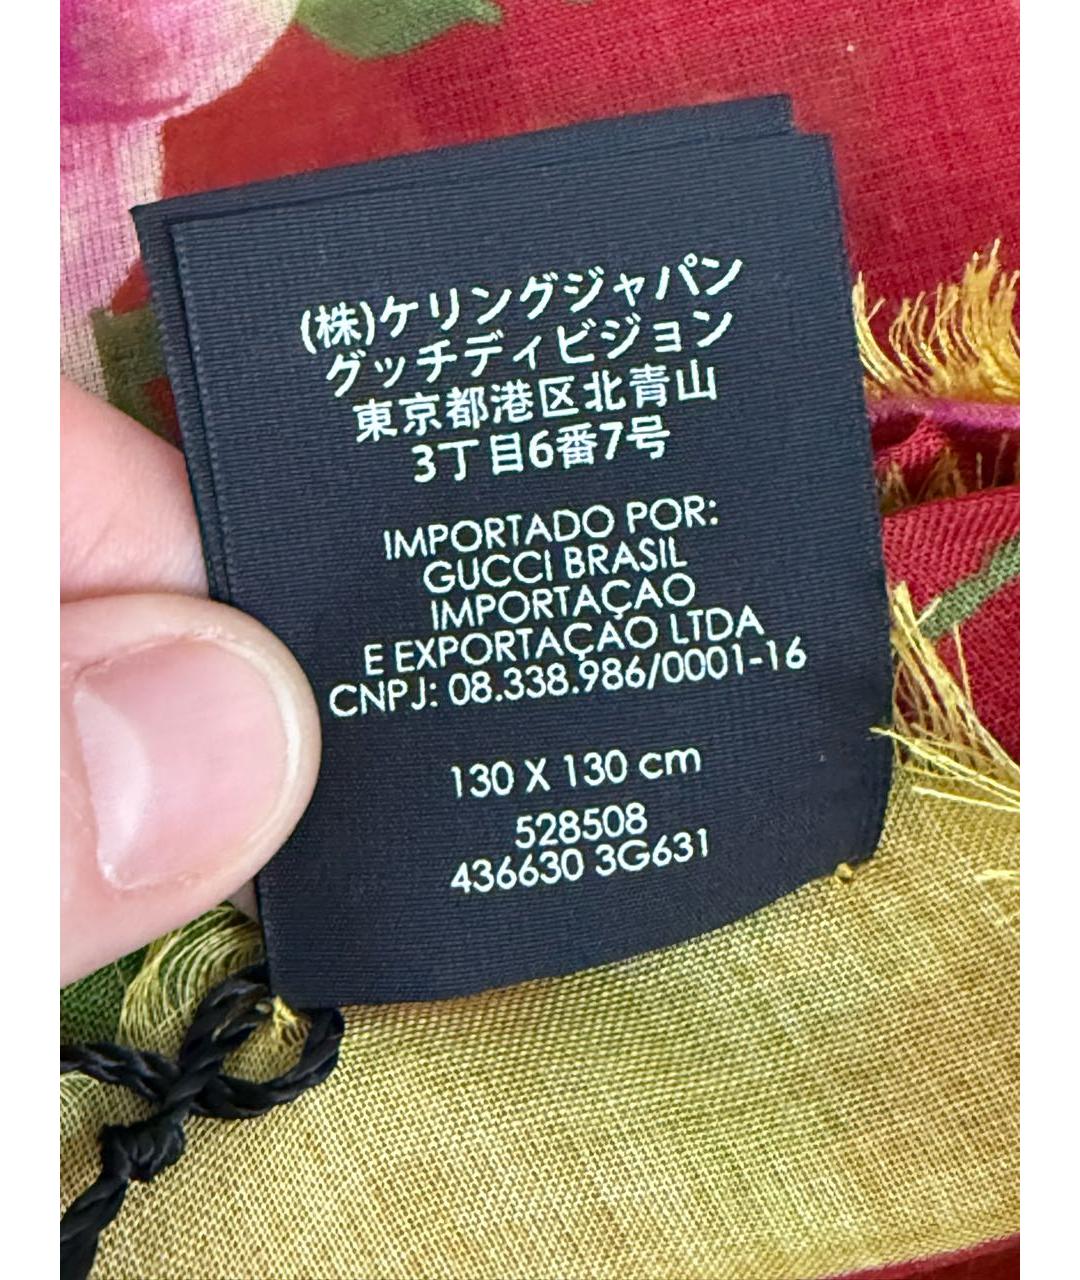 (株)ケリングジャパン
グッチディビジョン
東京都港区北青山
3丁目6番7号
IMPORTADO POR:
GUCCI BRASIL
IMPORTAÇAO
E EXPORTAÇAO LTDA
CNPJ: 08.338.986/0001-16
130 X 130 cm
528508
436630 3G631